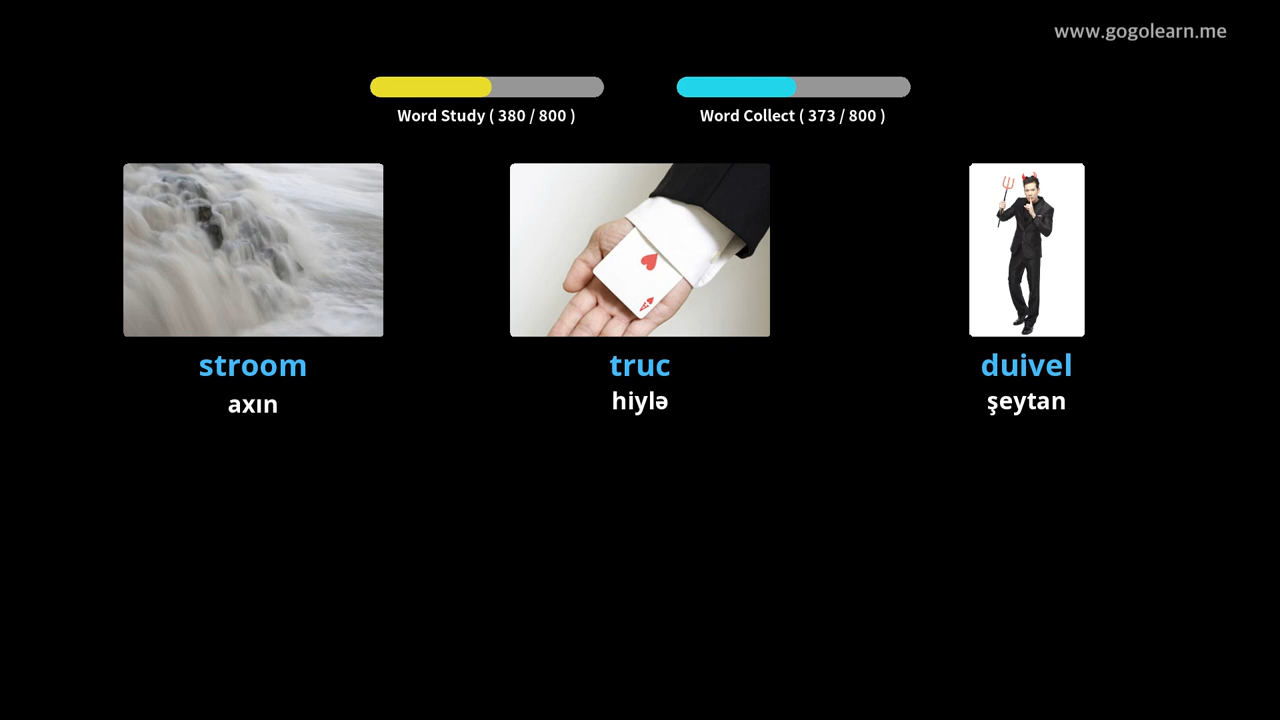 www.gogolearn.me
Word Study ( 380 / 800 )
Word Collect ( 373 / 800 )
stroom
truc
duivel
axın
hiylə
şeytan